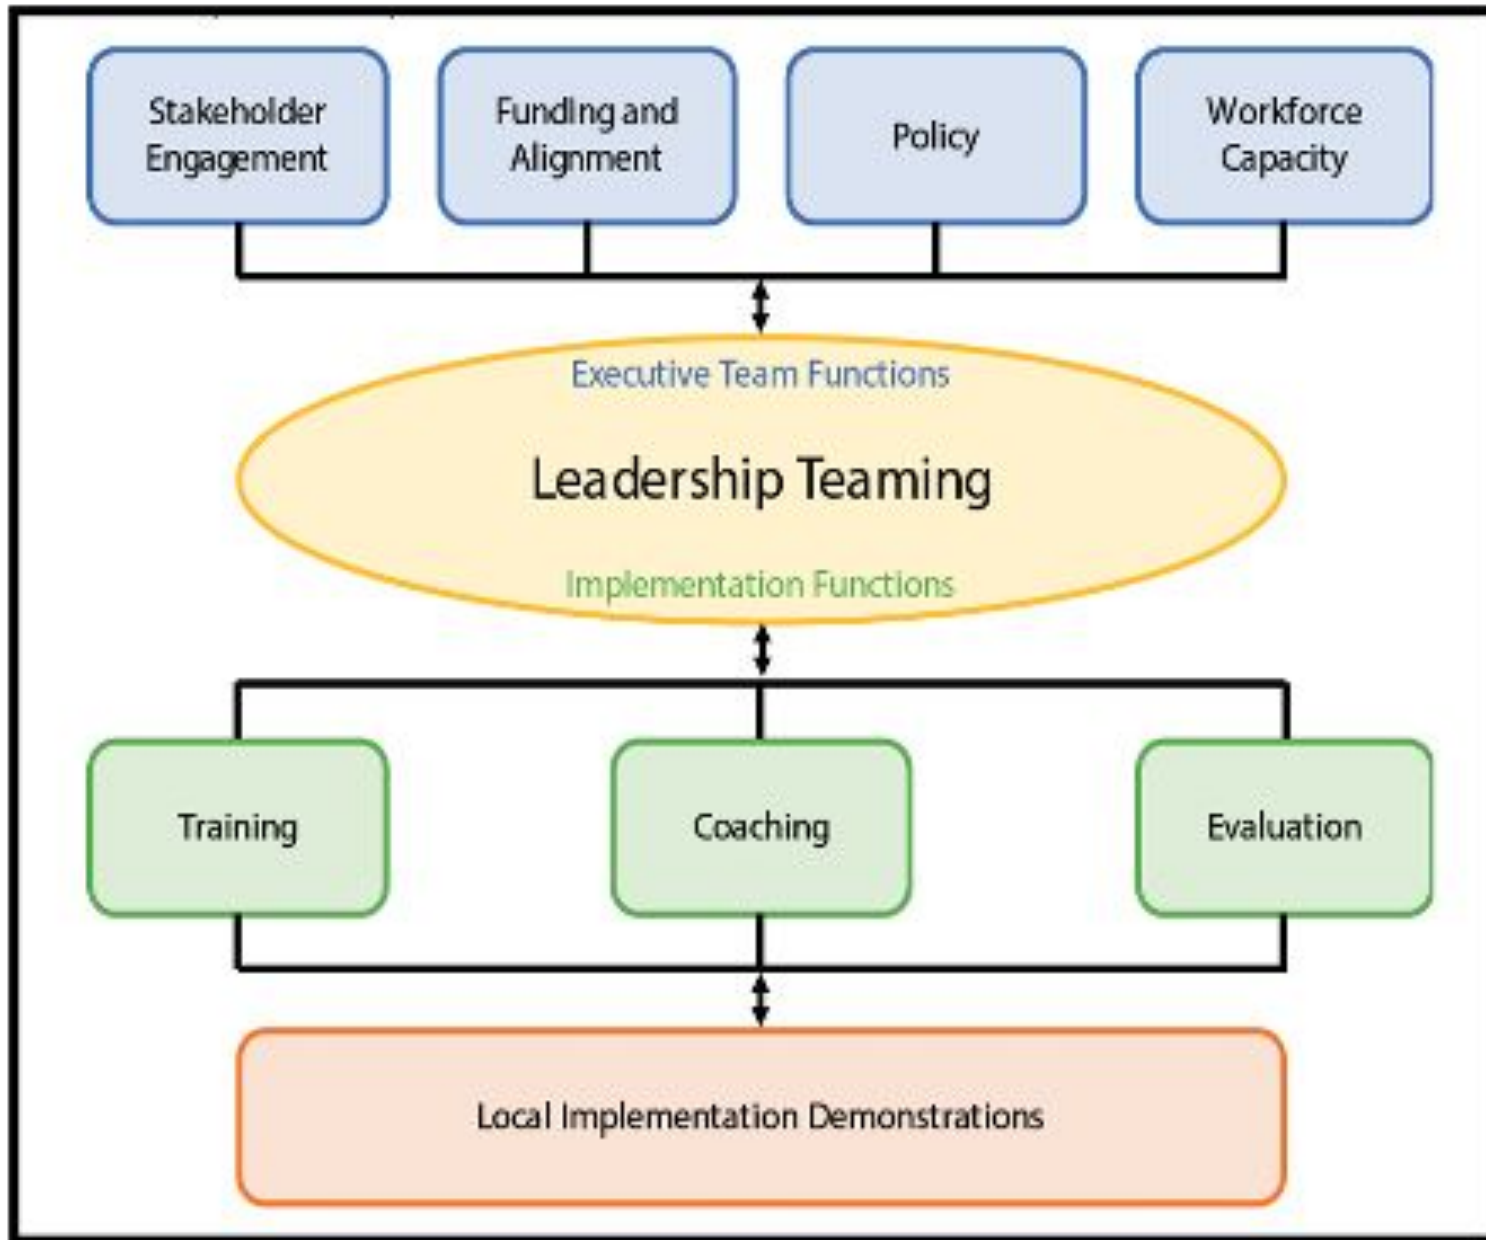 Stakeholder
Engagement
Funding and
Alignment
Policy
Workforce
Capacity
Executive Team Functions
Leadership Teaming
Implementation Functions
Training
Coaching
Evaluation
Local Implementation Demonstrations